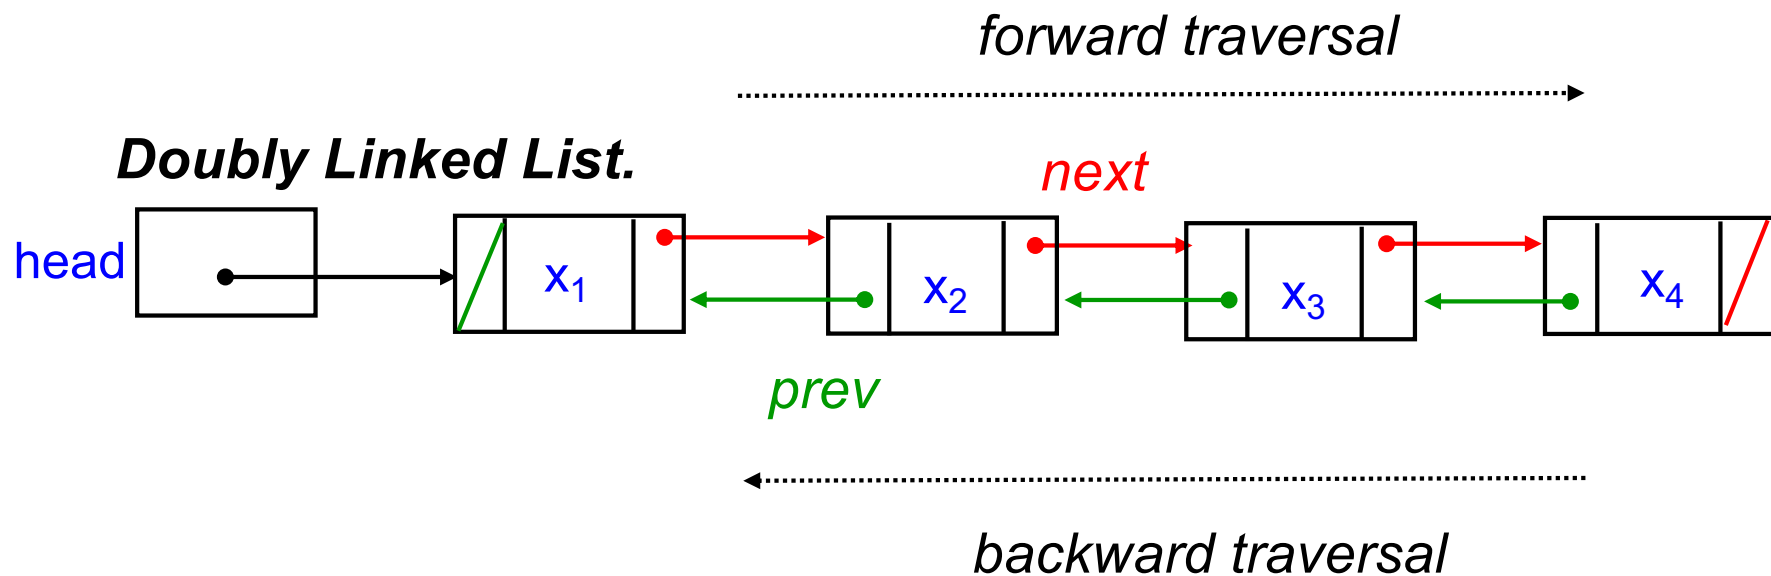 forward traversal
Doubly Linked List.
next
head
x₁
x₂
x₃
x₄
prev
backward traversal